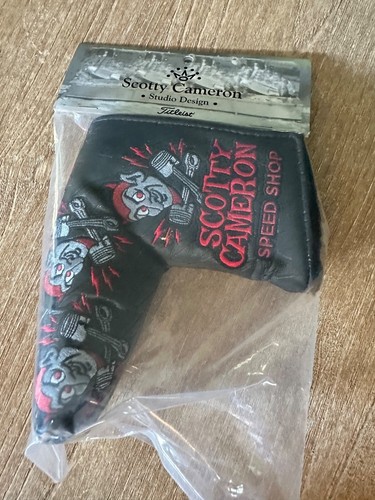 Scotty Cameron
• Studio Design •
Titleist
SCOTTY
CAMERON
SPEED SHOP